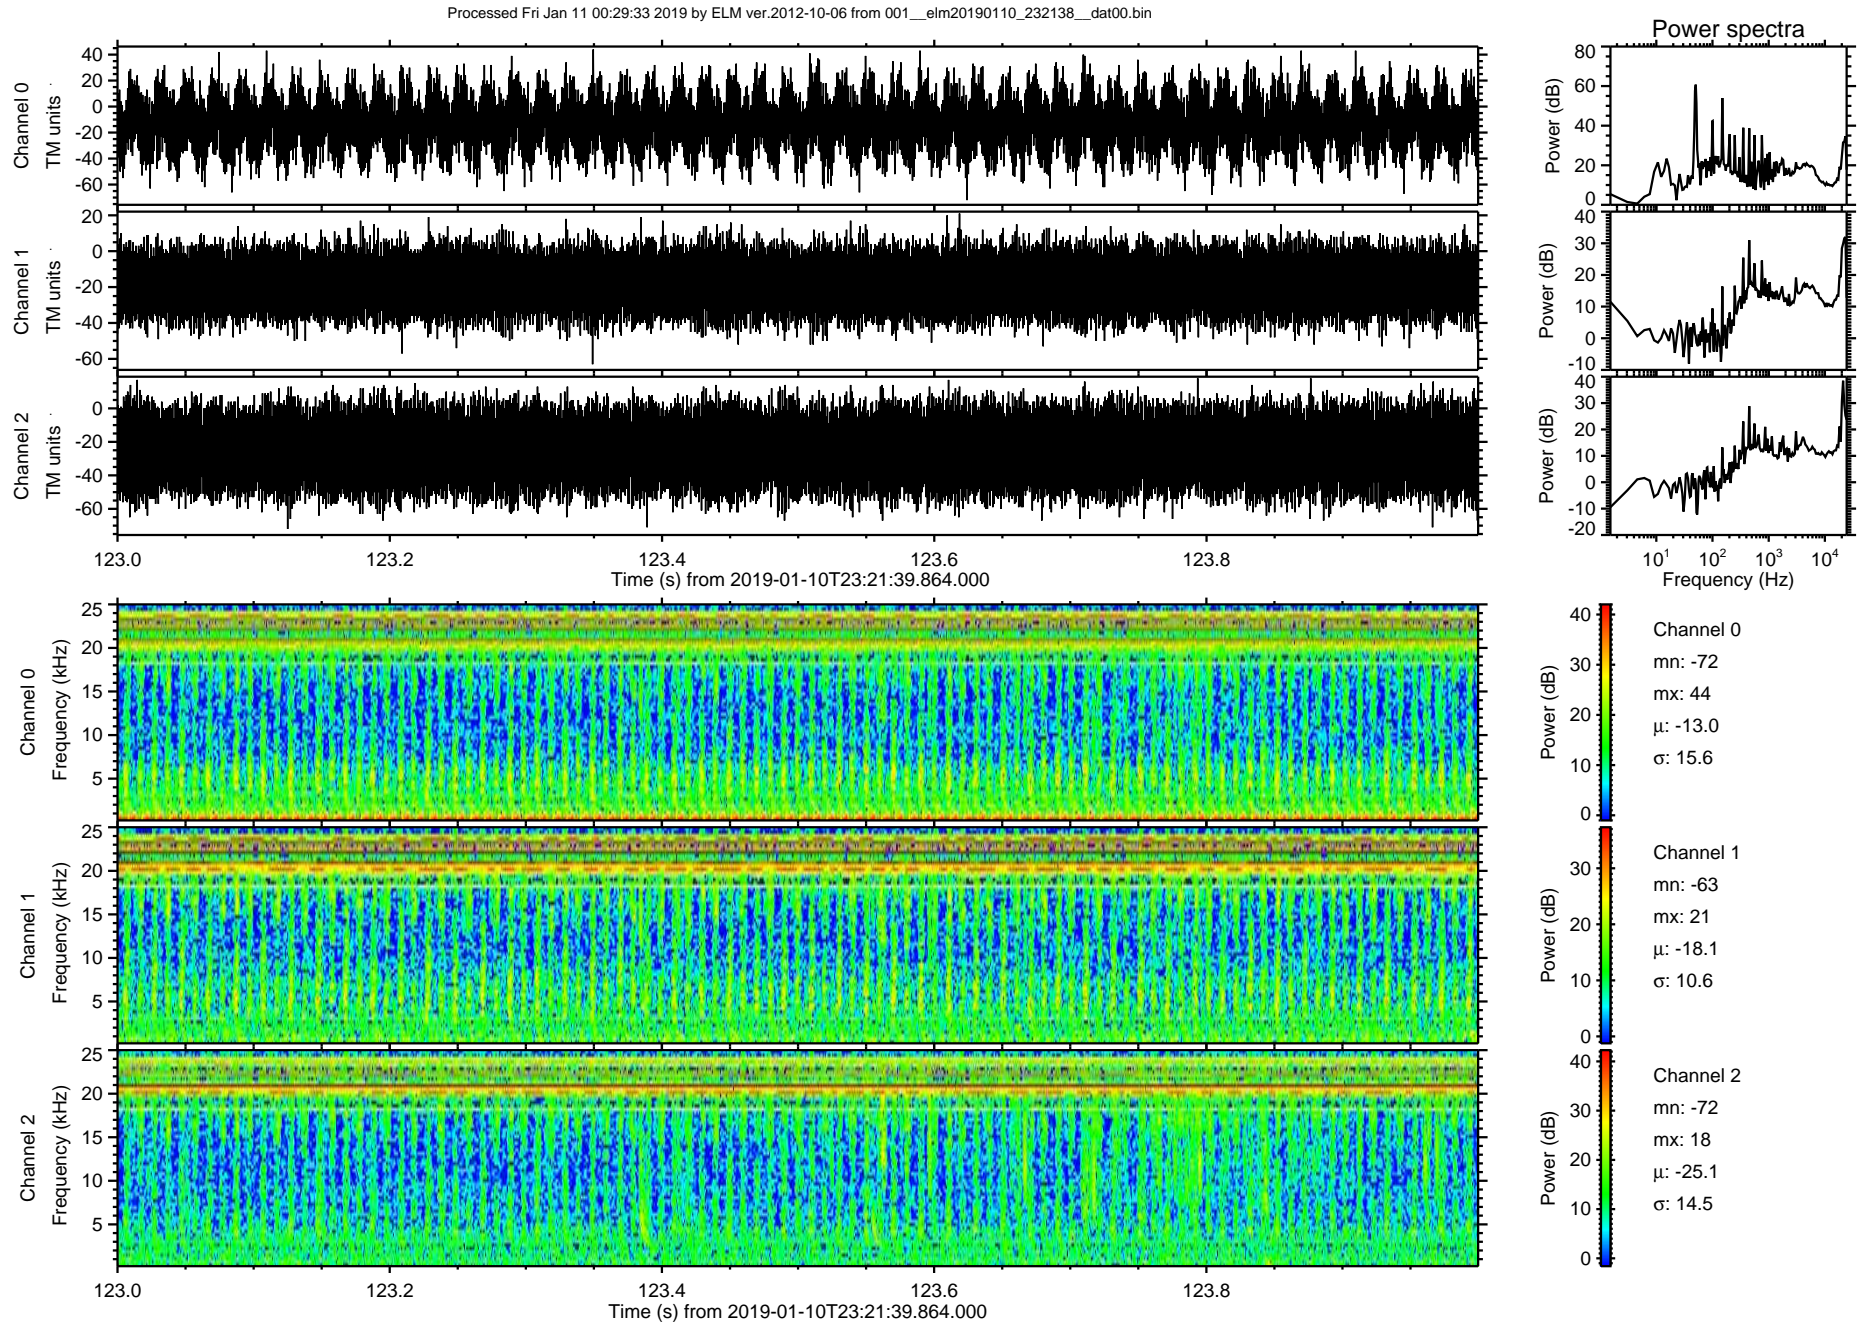 Processed Fri Jan 11 00:29:33 2019 by ELM ver.2012-10-06 from 001__elm20190110_232138__dat00.bin
Power spectra
Channel 0
TM units
40
20
0
-20
-40
-60
Power (dB)
80
60
40
20
0
Channel 1
TM units
20
0
-20
-40
-60
Power (dB)
40
30
20
10
0
-10
Channel 2
TM units
0
-20
-40
-60
Power (dB)
40
30
20
10
0
-10
-20
123.0 123.2 123.4 123.6 123.8
Time (s) from 2019-01-10T23:21:39.864.000
10¹ 10² 10³ 10⁴
Frequency (Hz)
Channel 0
Frequency (kHz)
25
20
15
10
5
Power (dB)
40
30
20
10
0
Channel 0
mn: -72
mx: 44
μ: -13.0
σ: 15.6
Channel 1
Frequency (kHz)
25
20
15
10
5
Power (dB)
30
20
10
0
Channel 1
mn: -63
mx: 21
μ: -18.1
σ: 10.6
Channel 2
Frequency (kHz)
25
20
15
10
5
Power (dB)
40
30
20
10
0
Channel 2
mn: -72
mx: 18
μ: -25.1
σ: 14.5
123.0 123.2 123.4 123.6 123.8
Time (s) from 2019-01-10T23:21:39.864.000